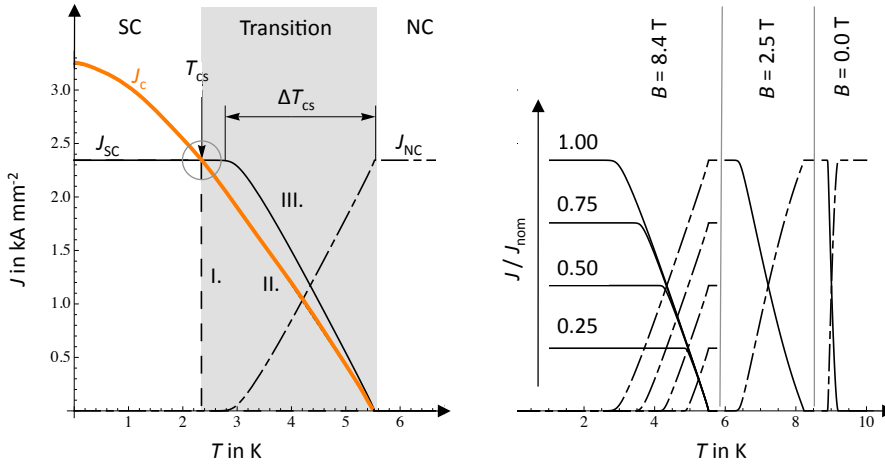 SC Transition NC
T_cs
J_c
ΔT_cs
J_SC
J_NC
III.
I.
II.
3.0
2.5
2.0
1.5
1.0
0.5
J in kA mm⁻²
1 2 3 4 5 6
T in K
B = 8.4 T
B = 2.5 T
B = 0.0 T
1.00
0.75
0.50
0.25
J / J_nom
2 4 6 8 10
T in K